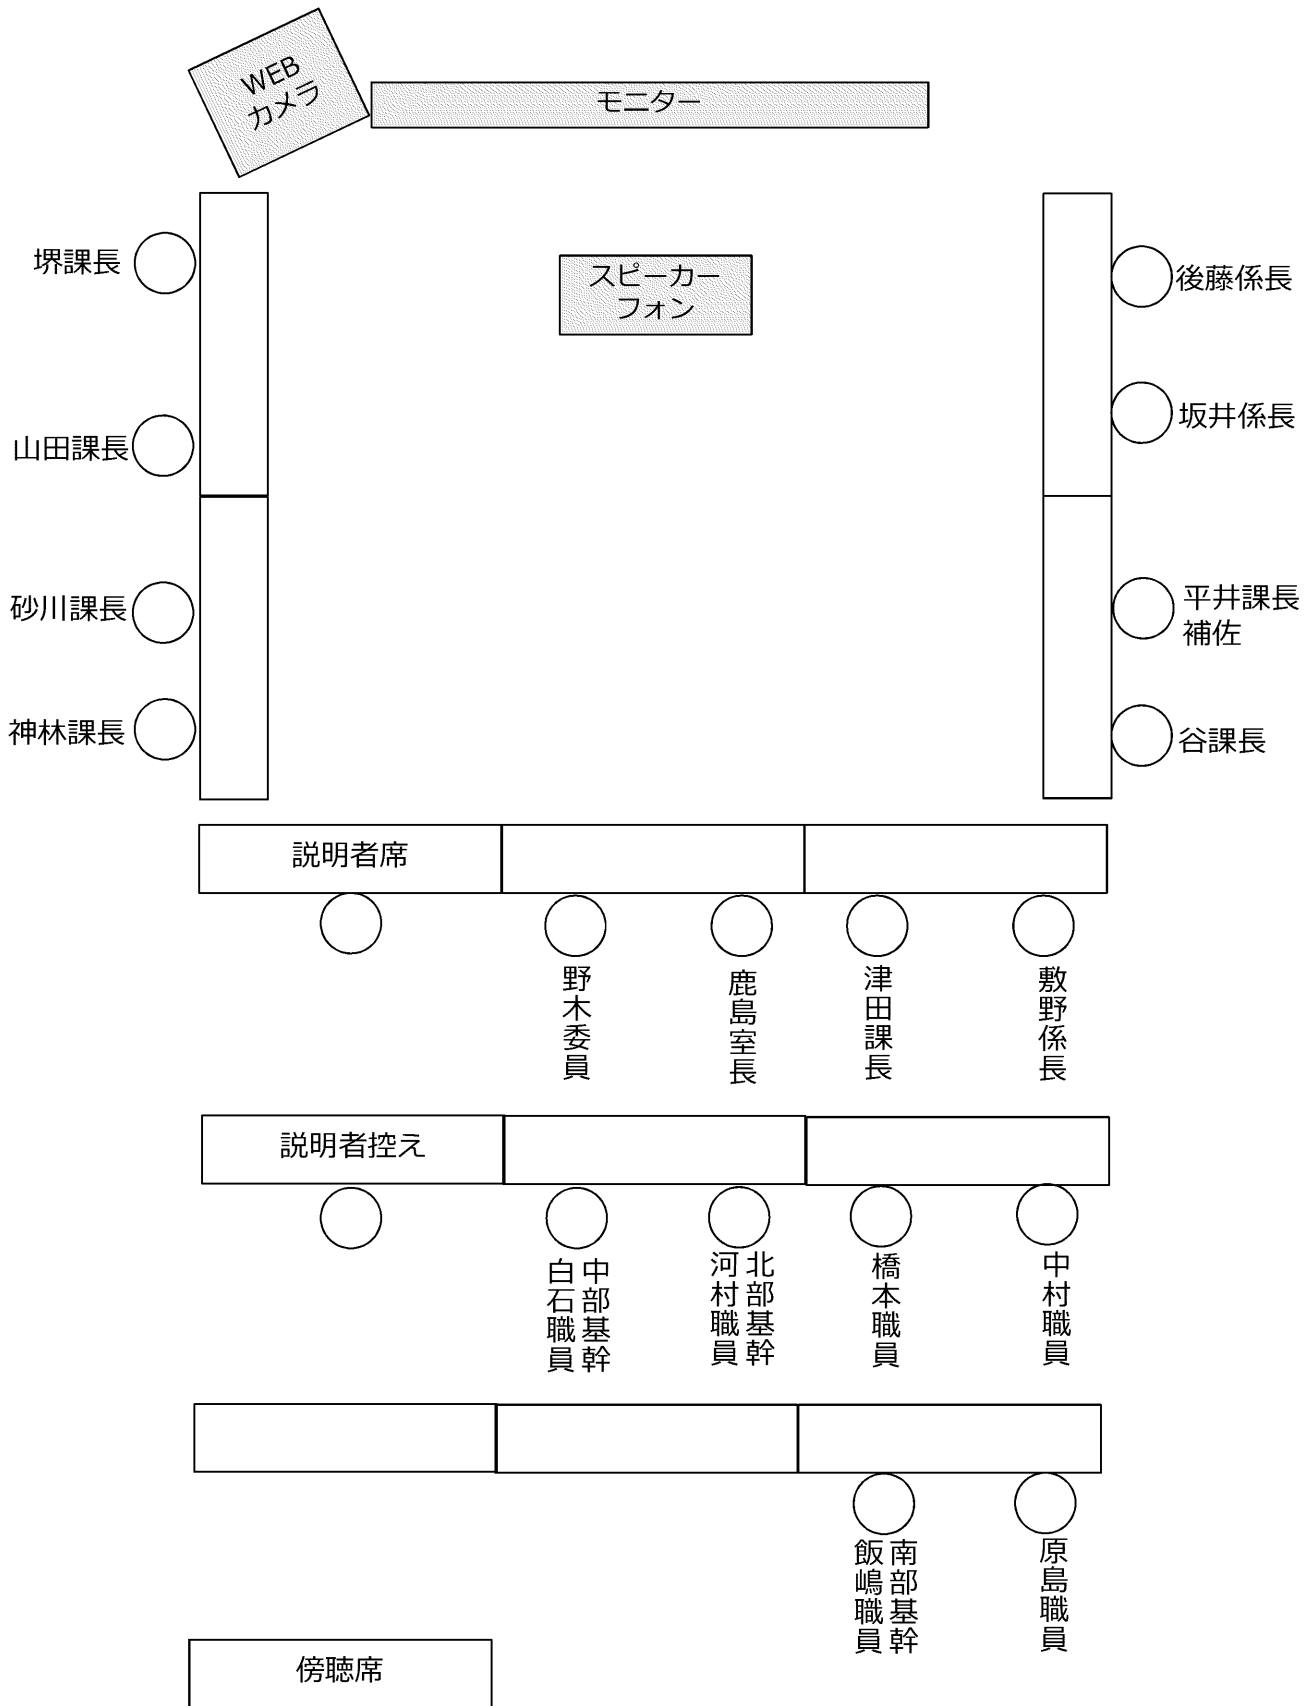 WEB
カメラ
モニター
スピーカー
フォン
堺課長
後藤係長
山田課長
坂井係長
砂川課長
平井課長
補佐
神林課長
谷課長
説明者席
野木委員
鹿島室長
津田課長
敷野係長
説明者控え
中部基幹
白石職員
北部基幹
河村職員
橋本職員
中村職員
南部基幹
飯嶋職員
原島職員
傍聴席